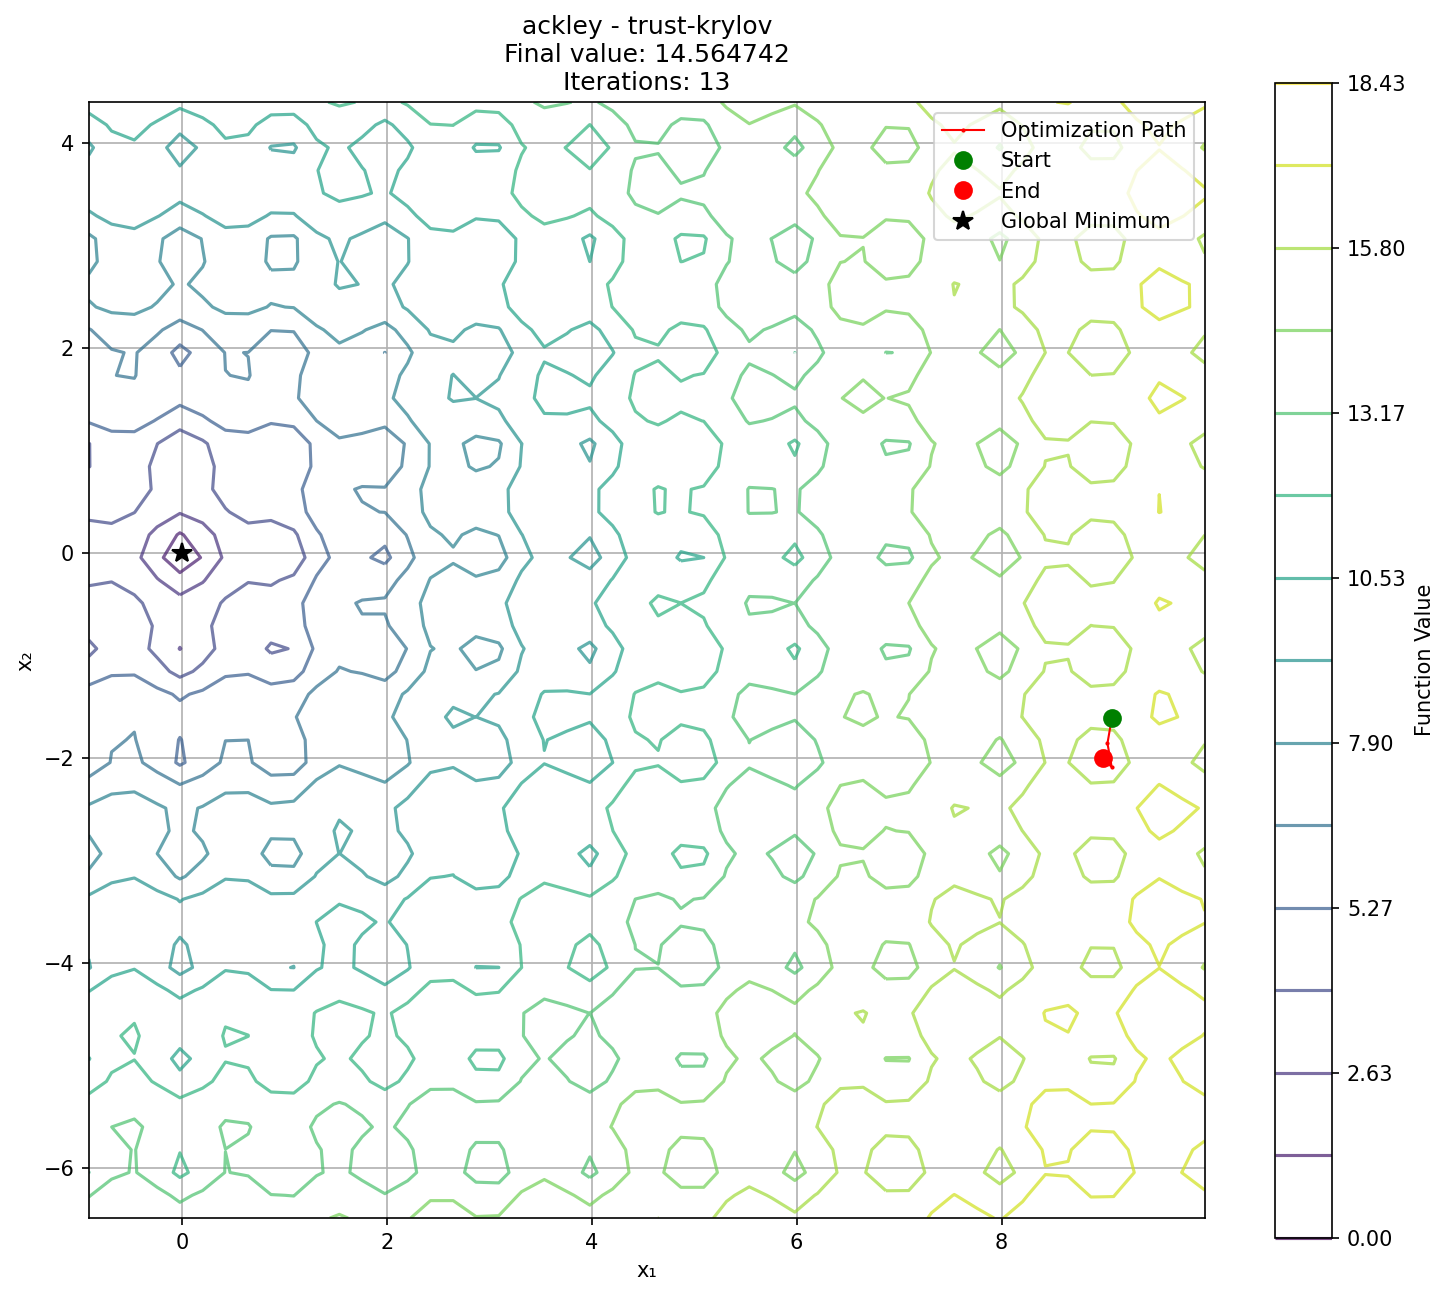 ackley - trust-krylov
Final value: 14.564742
Iterations: 13
Optimization Path
Start
End
Global Minimum
4
2
0
−2
−4
−6
x₂
0
2
4
6
8
x₁
18.43
15.80
13.17
10.53
7.90
5.27
2.63
0.00
Function Value